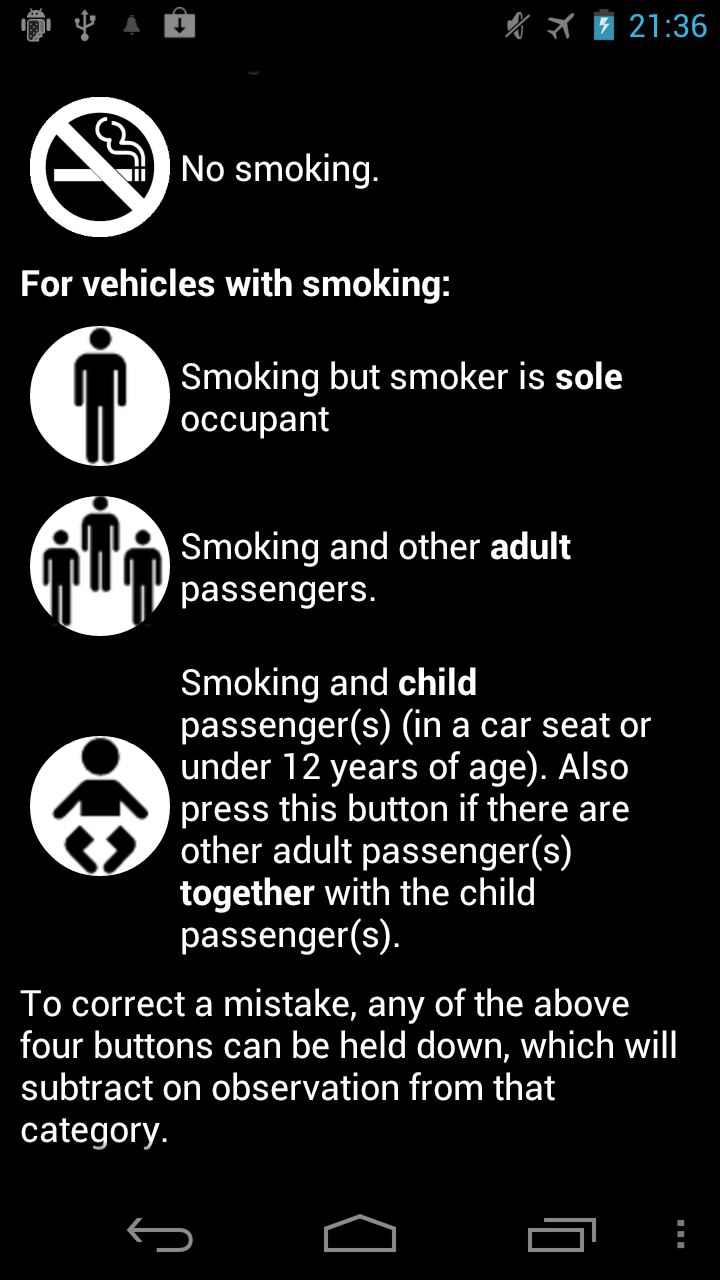 21:36
No smoking.
For vehicles with smoking:
Smoking but smoker is sole
occupant
Smoking and other adult
passengers.
Smoking and child
passenger(s) (in a car seat or
under 12 years of age). Also
press this button if there are
other adult passenger(s)
together with the child
passenger(s).
To correct a mistake, any of the above
four buttons can be held down, which will
subtract on observation from that
category.